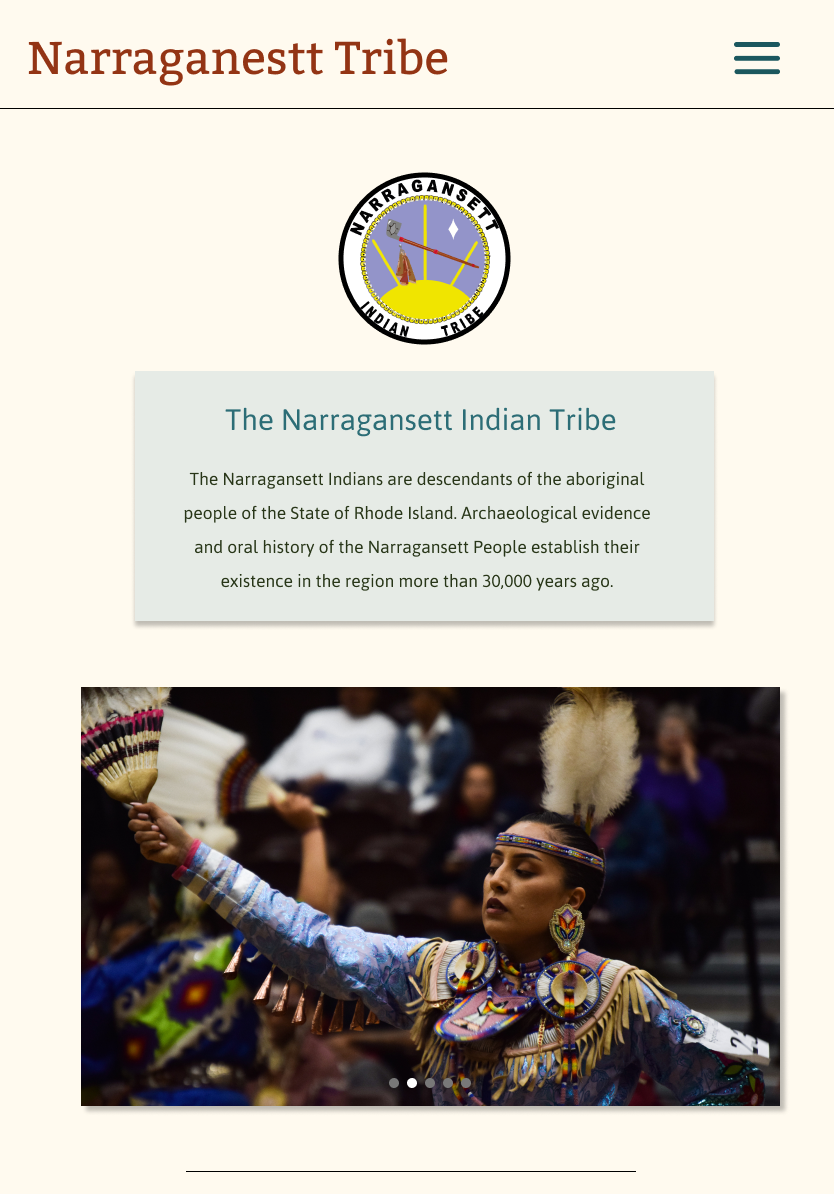 Narraganestt Tribe
NARRAGANSETT
INDIAN TRIBE
The Narragansett Indian Tribe
The Narragansett Indians are descendants of the aboriginal
people of the State of Rhode Island. Archaeological evidence
and oral history of the Narragansett People establish their
existence in the region more than 30,000 years ago.